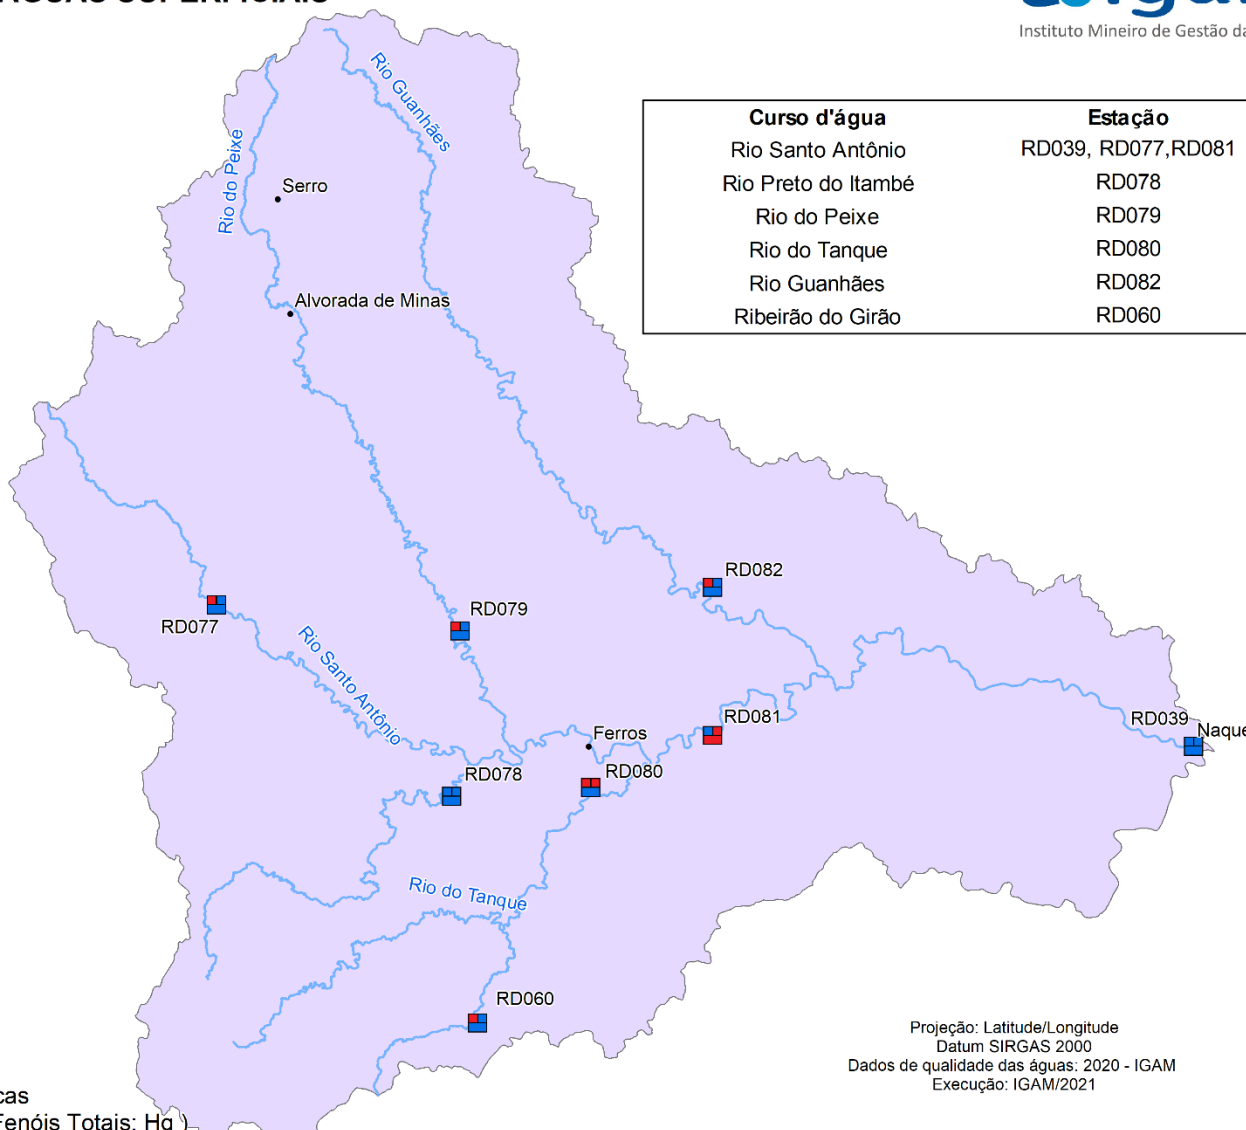 ÁGUAS SUPERFICIAIS
Instituto Mineiro de Gestão da
Curso d'água Estação
Rio Santo Antônio RD039, RD077,RD081
Rio Preto do Itambé RD078
Rio do Peixe RD079
Rio do Tanque RD080
Rio Guanhães RD082
Ribeirão do Girão RD060
Rio Guanhães
Rio do Peixe
Serro
Alvorada de Minas
RD082
RD079
RD077
Rio Santo Antônio
RD081
RD039
Naque
Ferros
RD080
RD078
Rio do Tanque
RD060
Projeção: Latitude/Longitude
Datum SIRGAS 2000
Dados de qualidade das águas: 2020 - IGAM
Execução: IGAM/2021
cas
Fenóis Totais; Hg )